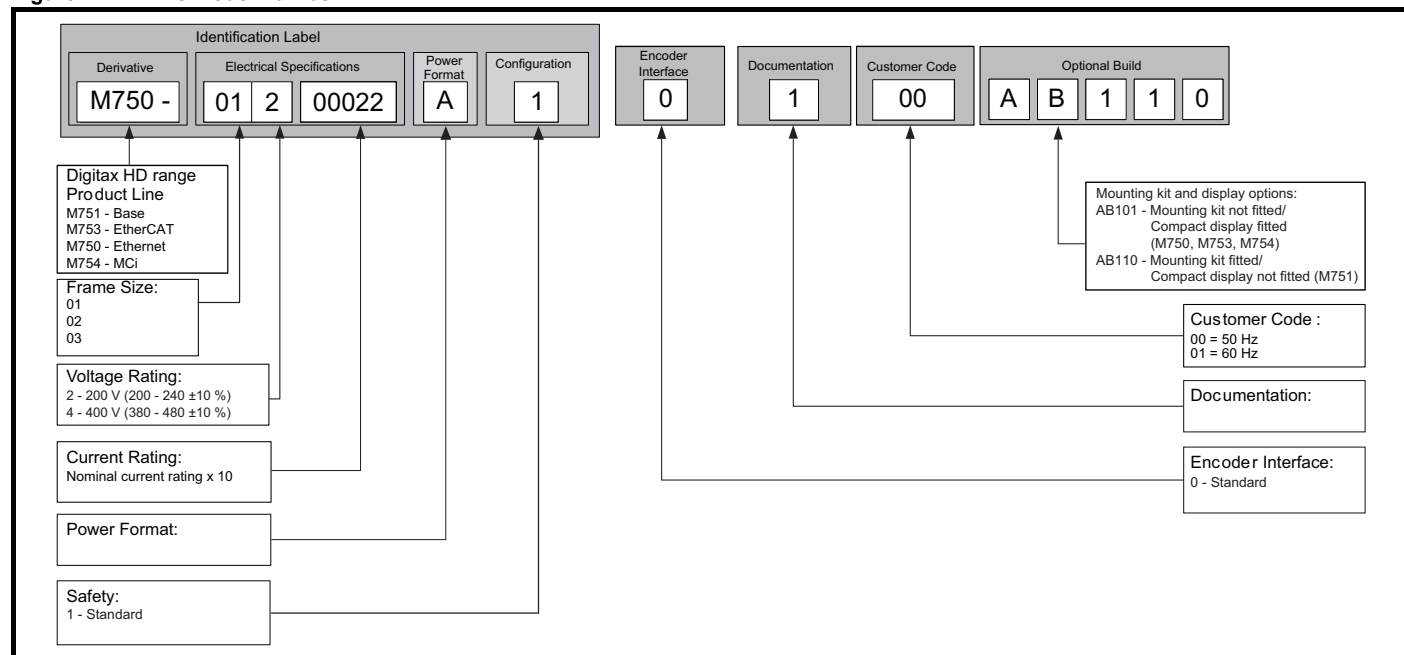 Identification Label
Derivative
Electrical Specifications
Power
Format
Configuration
M750 -
01
2
00022
A
1
Encoder
Interface
0
Documentation
1
Customer Code
00
Optional Build
A
B
1
1
0
Digitax HD range
Product Line
M751 - Base
M753 - EtherCAT
M750 - Ethernet
M754 - MCi
Frame Size:
01
02
03
Voltage Rating:
2 - 200 V (200 - 240 ±10 %)
4 - 400 V (380 - 480 ±10 %)
Current Rating:
Nominal current rating x 10
Power Format:
Safety:
1 - Standard
Mounting kit and display options:
AB101 - Mounting kit not fitted/
Compact display fitted
(M750, M753, M754)
AB110 - Mounting kit fitted/
Compact display not fitted (M751)
Customer Code :
00 = 50 Hz
01 = 60 Hz
Documentation:
Encoder Interface:
0 - Standard